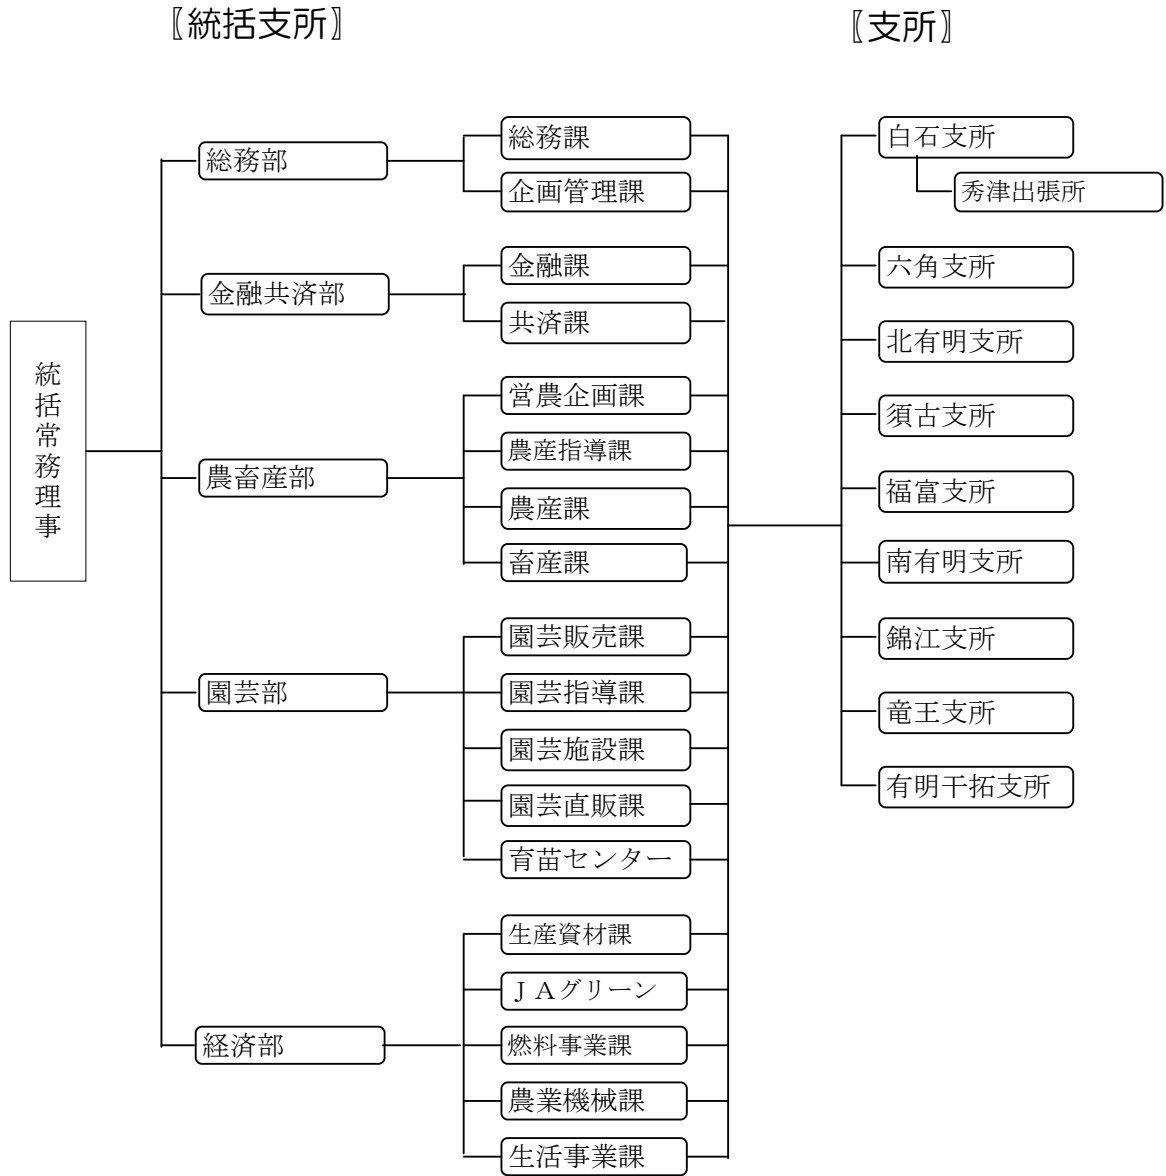 〖統括支所〗
〖支所〗
統括常務理事
総務部
総務課
企画管理課
金融共済部
金融課
共済課
農畜産部
営農企画課
農産指導課
農産課
畜産課
園芸部
園芸販売課
園芸指導課
園芸施設課
園芸直販課
育苗センター
経済部
生産資材課
ＪＡグリーン
燃料事業課
農業機械課
生活事業課
白石支所
秀津出張所
六角支所
北有明支所
須古支所
福富支所
南有明支所
錦江支所
竜王支所
有明干拓支所